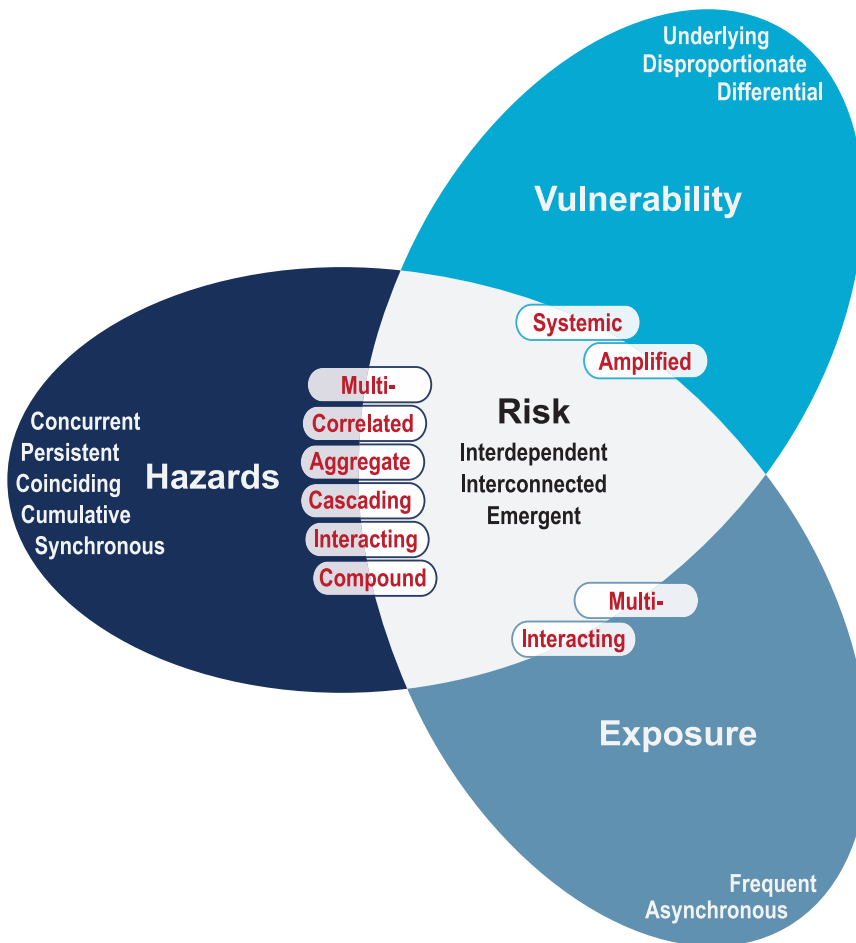 Underlying
Disproportionate
Differential
Vulnerability
Systemic
Amplified
Multi-
Correlated
Aggregate
Cascading
Interacting
Compound
Concurrent
Persistent
Coinciding
Cumulative
Synchronous
Hazards
Risk
Interdependent
Interconnected
Emergent
Multi-
Interacting
Exposure
Frequent
Asynchronous